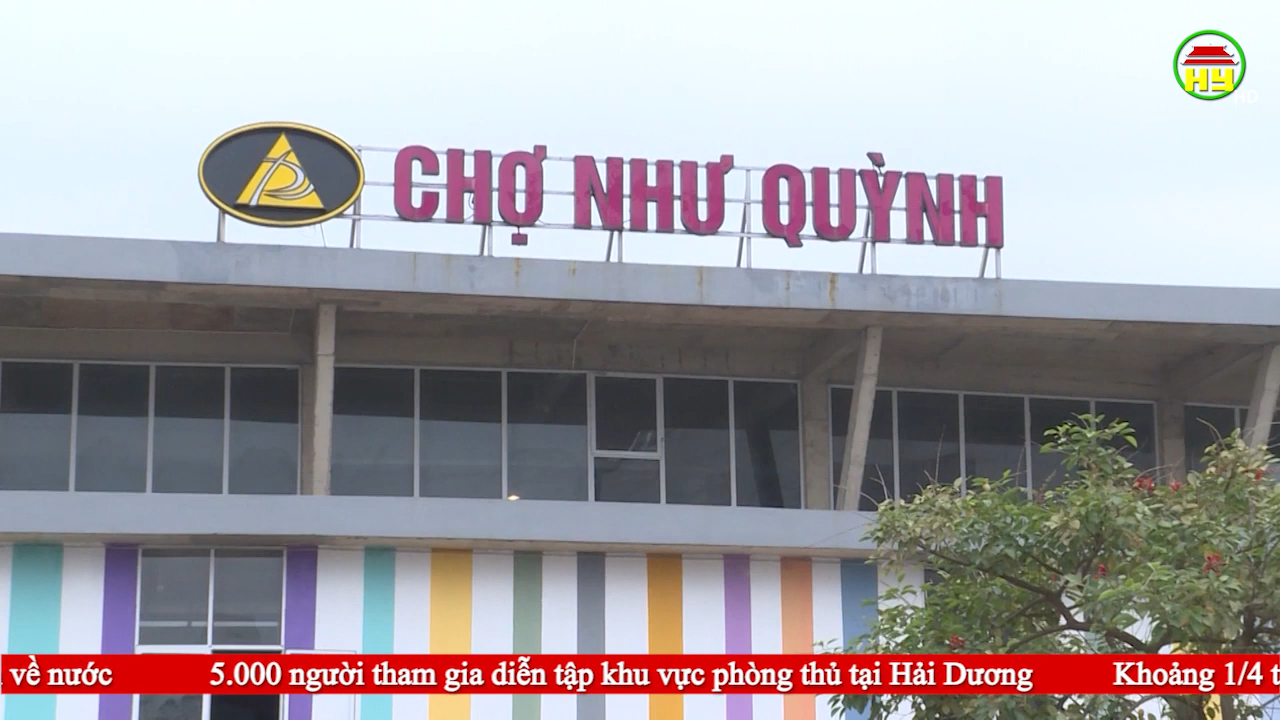 HY
HD
CHỢ NHƯ QUỲNH
về nước 5.000 người tham gia diễn tập khu vực phòng thủ tại Hải Dương Khoảng 1/4